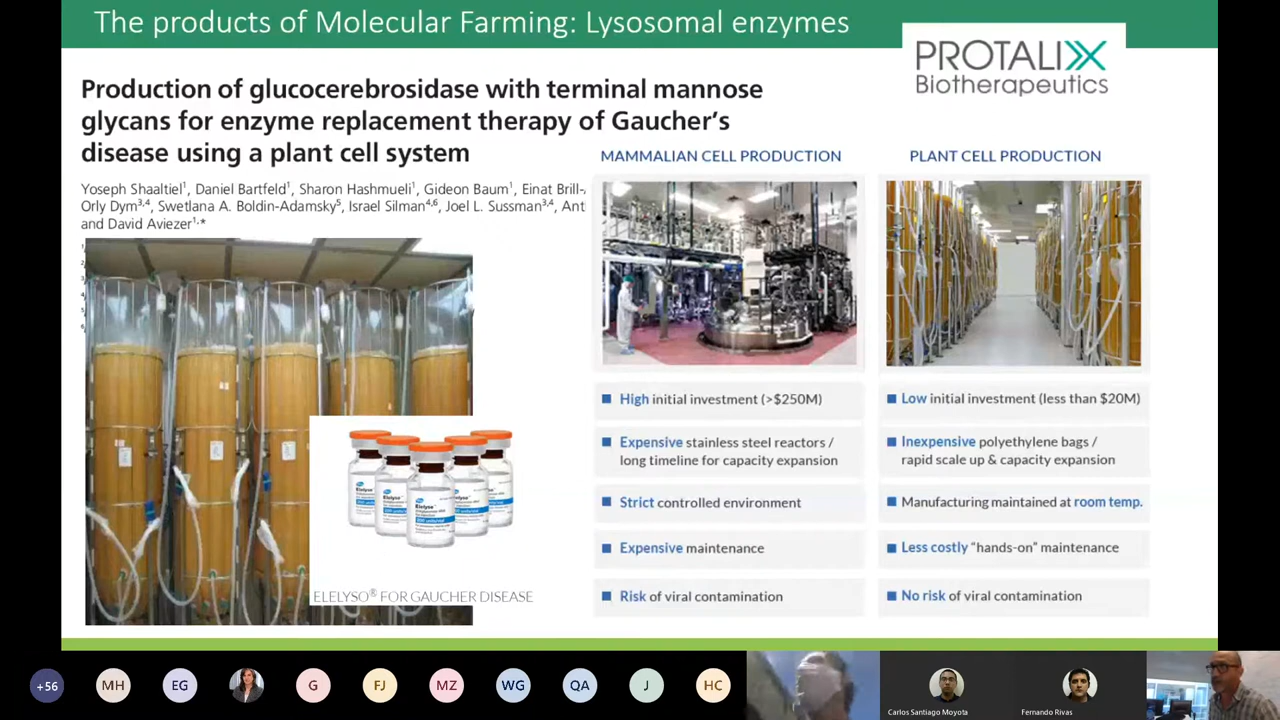 The products of Molecular Farming: Lysosomal enzymes
PROTALIX
Biotherapeutics
Production of glucocerebrosidase with terminal mannose
glycans for enzyme replacement therapy of Gaucher’s
disease using a plant cell system
Yoseph Shaaltiel¹, Daniel Bartfeld¹, Sharon Hashmueli¹, Gideon Baum¹, Einat Brill-
Orly Dym³,⁴, Swetlana A. Boldin-Adamsky⁵, Israel Silman⁴,⁶, Joel L. Sussman³,⁴, Ant
and David Aviezer¹,*
MAMMALIAN CELL PRODUCTION
High initial investment (>$250M)
Expensive stainless steel reactors /
long timeline for capacity expansion
Strict controlled environment
Expensive maintenance
Risk of viral contamination
PLANT CELL PRODUCTION
Low initial investment (less than $20M)
Inexpensive polyethylene bags /
rapid scale up & capacity expansion
Manufacturing maintained at room temp.
Less costly “hands-on” maintenance
No risk of viral contamination
Elelyso
200 units/vial
ELELYSO® FOR GAUCHER DISEASE
+56
MH
EG
G
FJ
MZ
WG
QA
J
HC
Carlos Santiago Moyota
Fernando Rivas